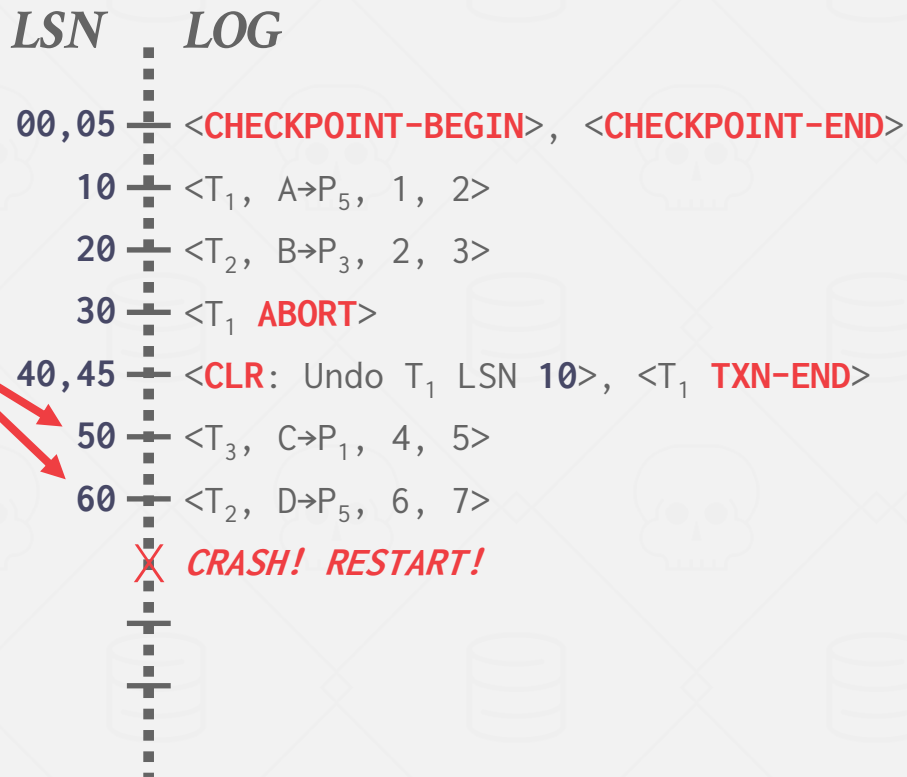 LSN LOG
00,05 <CHECKPOINT-BEGIN>, <CHECKPOINT-END>
10 <T₁, A→P₅, 1, 2>
20 <T₂, B→P₃, 2, 3>
30 <T₁ ABORT>
40,45 <CLR: Undo T₁ LSN 10>, <T₁ TXN-END>
50 <T₃, C→P₁, 4, 5>
60 <T₂, D→P₅, 6, 7>
X CRASH! RESTART!